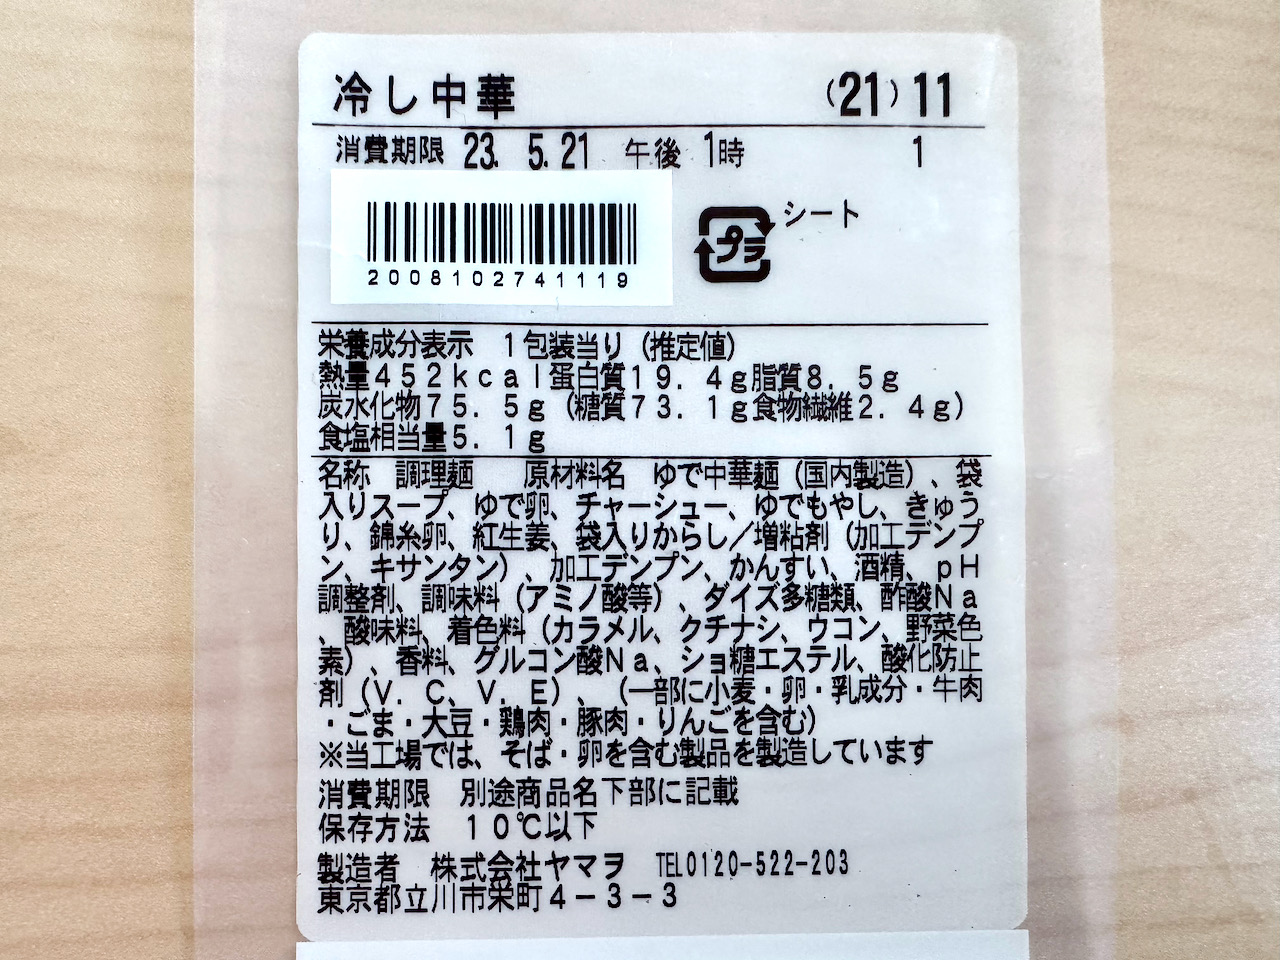 冷し中華 (21) 11
消費期限 23. 5. 21 午後 1時 1
シート
プラ
2008102741119
栄養成分表示 1包装当り(推定値)
熱量452kcal蛋白質19.4g脂質8.5g
炭水化物75.5g(糖質73.1g食物繊維2.4g)
食塩相当量5.1g
名称 調理麺 原材料名 ゆで中華麺(国内製造)、袋
入りスープ、ゆで卵、チャーシュー、ゆでもやし、きゅう
り、錦糸卵、紅生姜、袋入りからし/増粘剤(加工デンプ
ン、キサンタン)、加工デンプン、かんすい、酒精、pH
調整剤、調味料(アミノ酸等)、ダイズ多糖類、酢酸Na
、酸味料、着色料(カラメル、クチナシ、ウコン、野菜色
素)、香料、グルコン酸Na、ショ糖エステル、酸化防止
剤(V.C、V.E)、(一部に小麦・卵・乳成分・牛肉
・ごま・大豆・鶏肉・豚肉・りんごを含む)
※当工場では、そば・卵を含む製品を製造しています
消費期限 別途商品名下部に記載
保存方法 10℃以下
製造者 株式会社ヤマヲ TEL0120-522-203
東京都立川市栄町4-3-3